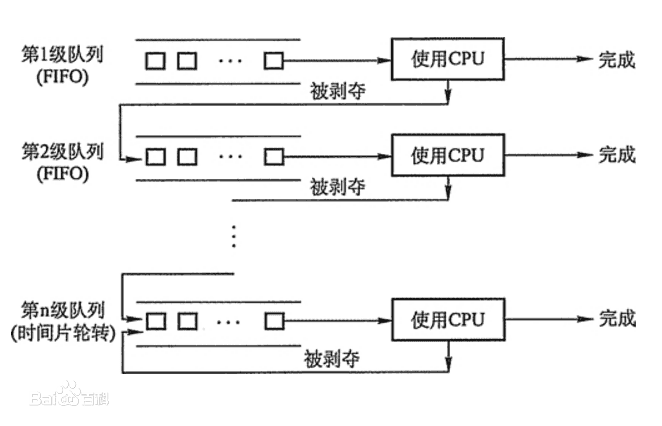 第1级队列
(FIFO)
使用CPU
完成
被剥夺
第2级队列
(FIFO)
使用CPU
完成
被剥夺
第n级队列
(时间片轮转)
使用CPU
完成
被剥夺
Baidu百科